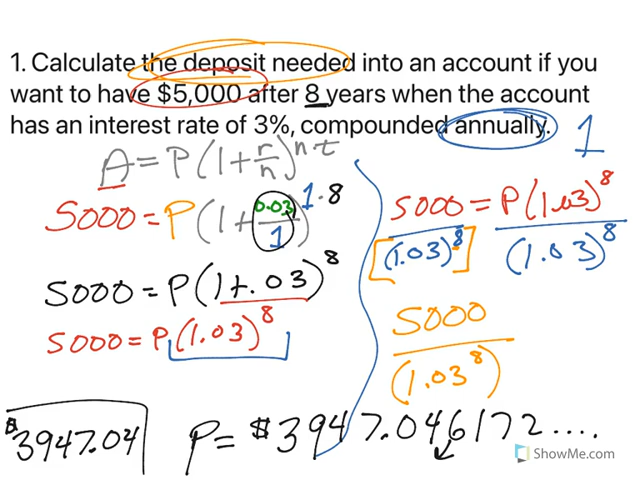 1. Calculate the deposit needed into an account if you
want to have $5,000 after 8 years when the account
has an interest rate of 3%, compounded annually. 1
A = P(1 + r/n)^nt
5000 = P(1 + 0.03/1)^1·8
5000 = P(1 + .03)^8
5000 = P(1.03)^8
5000 = P(1.03)^8
[(1.03)^8] (1.03)^8
5000
(1.03^8)
$3947.04
P = $3947.046172....
ShowMe.com